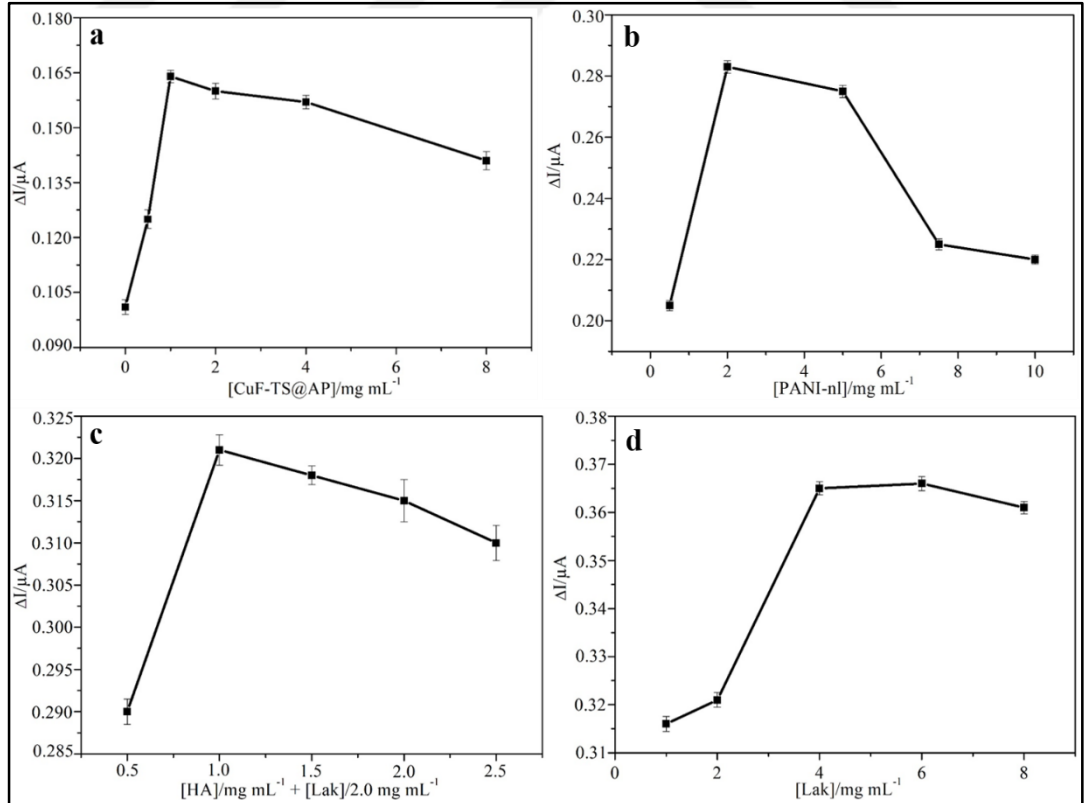 a
0.180
0.165
0.150
0.135
0.120
0.105
0.090
ΔI/µA
0 2 4 6 8
[CuF-TS@AP]/mg mL⁻¹
b
0.30
0.28
0.26
0.24
0.22
0.20
ΔI/µA
0 2 4 6 8 10
[PANI-nl]/mg mL⁻¹
c
0.325
0.320
0.315
0.310
0.305
0.300
0.295
0.290
0.285
ΔI/µA
0.5 1.0 1.5 2.0 2.5
[HA]/mg mL⁻¹ + [Lak]/2.0 mg mL⁻¹
d
0.38
0.37
0.36
0.35
0.34
0.33
0.32
0.31
ΔI/µA
0 2 4 6 8
[Lak]/mg mL⁻¹